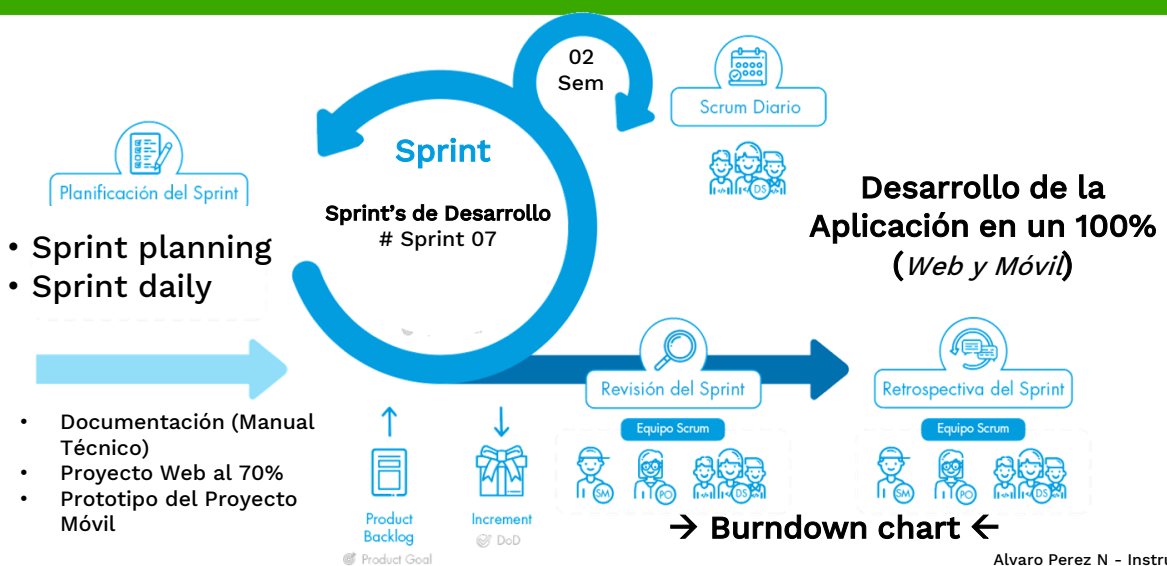 02
Sem
Scrum Diario
DS
Planificación del Sprint
• Sprint planning
• Sprint daily
Sprint
Sprint's de Desarrollo
# Sprint 07
Desarrollo de la
Aplicación en un 100%
(Web y Móvil)
• Documentación (Manual
Técnico)
• Proyecto Web al 70%
• Prototipo del Proyecto
Móvil
Product
Backlog
Product Goal
Increment
DoD
Revisión del Sprint
Equipo Scrum
SM
PO
DS
Retrospectiva del Sprint
Equipo Scrum
SM
PO
DS
→ Burndown chart ←
Alvaro Perez N - Instru